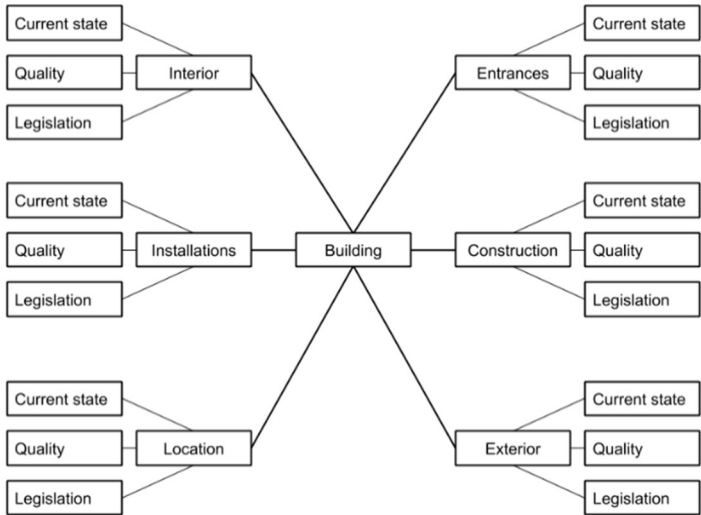 Current state
Quality
Legislation
Interior
Entrances
Current state
Quality
Legislation
Current state
Quality
Legislation
Installations
Building
Construction
Current state
Quality
Legislation
Current state
Quality
Legislation
Location
Exterior
Current state
Quality
Legislation